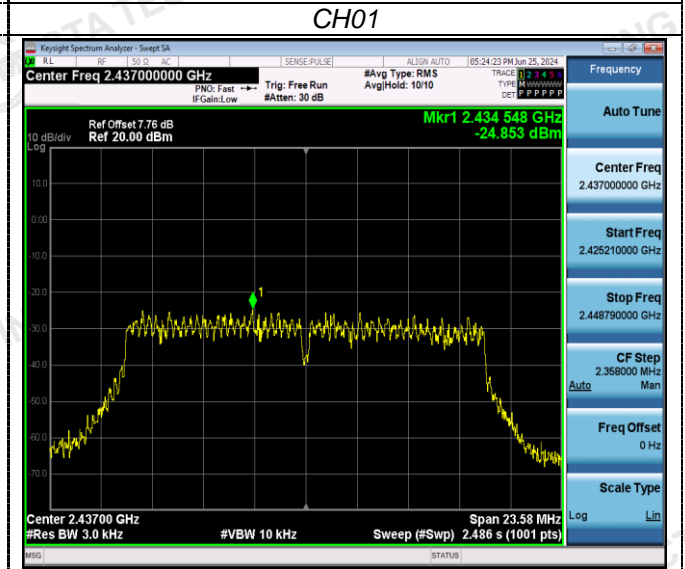 CH01
Keysight Spectrum Analyzer - Swept SA
RL RF 50 Ω AC SENSE:PULSE ALIGN AUTO 05:24:23 PM Jun 25, 2024
Center Freq 2.437000000 GHz
PNO: Fast Trig: Free Run
IFGain:Low #Atten: 30 dB
#Avg Type: RMS
Avg|Hold: 10/10
TRACE 1 2 3 4 5 6
TYPE M WWWWW
DET P P P P P P
Frequency
Mkr1 2.434 548 GHz
-24.853 dBm
Ref Offset 7.76 dB
10 dB/div Ref 20.00 dBm
Log
10.0
0.00
-10.0
-20.0
-30.0
-40.0
-50.0
-60.0
-70.0
1
Center 2.43700 GHz Span 23.58 MHz
#Res BW 3.0 kHz #VBW 10 kHz Sweep (#Swp) 2.486 s (1001 pts)
Auto Tune
Center Freq
2.437000000 GHz
Start Freq
2.425210000 GHz
Stop Freq
2.448790000 GHz
CF Step
2.358000 MHz
Auto Man
Freq Offset
0 Hz
Scale Type
Log Lin
MSG STATUS